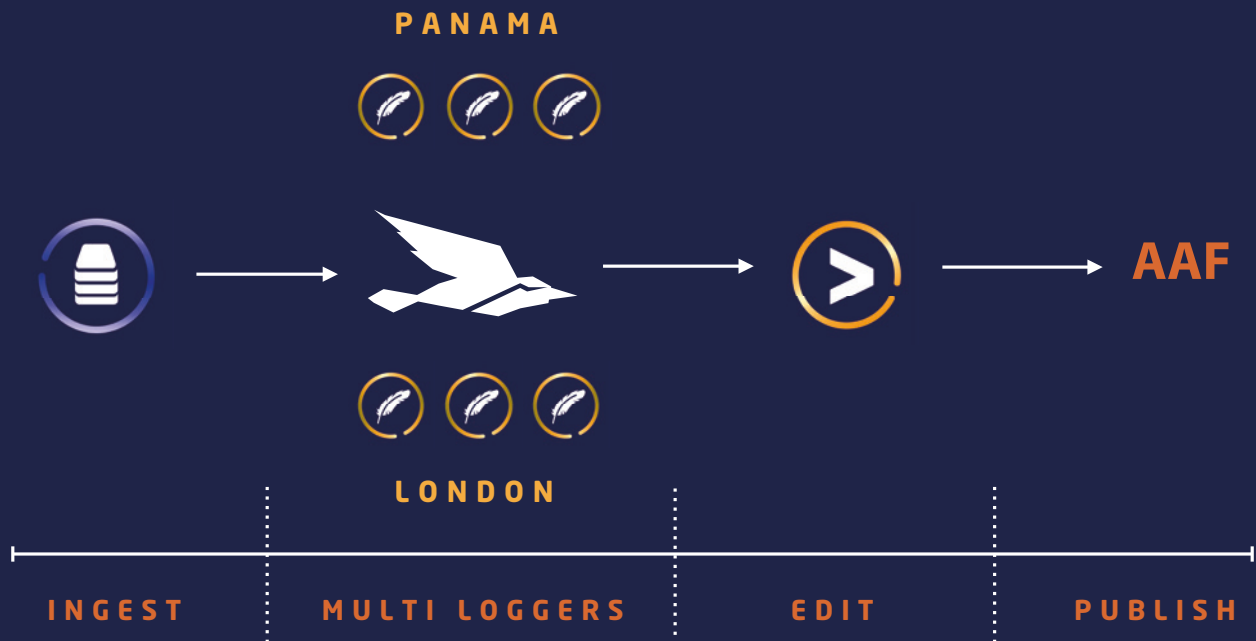 PANAMA
AAF
LONDON
INGEST
MULTI LOGGERS
EDIT
PUBLISH